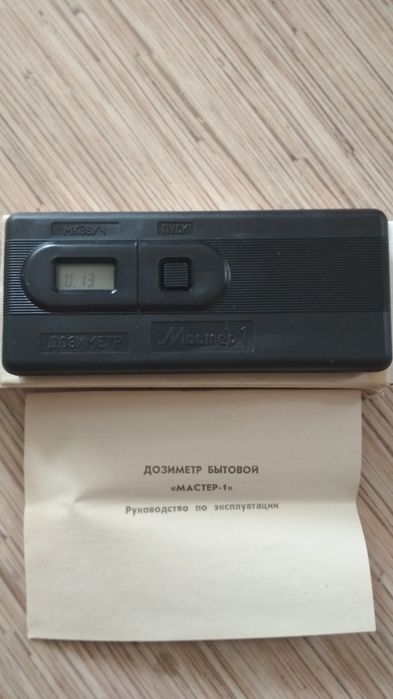 МКЗВ/Ч
ПУСК
0.13
ДОЗИМЕТР
Мастер-1
ДОЗИМЕТР БЫТОВОЙ
«МАСТЕР-1»
Руководство по эксплуатации